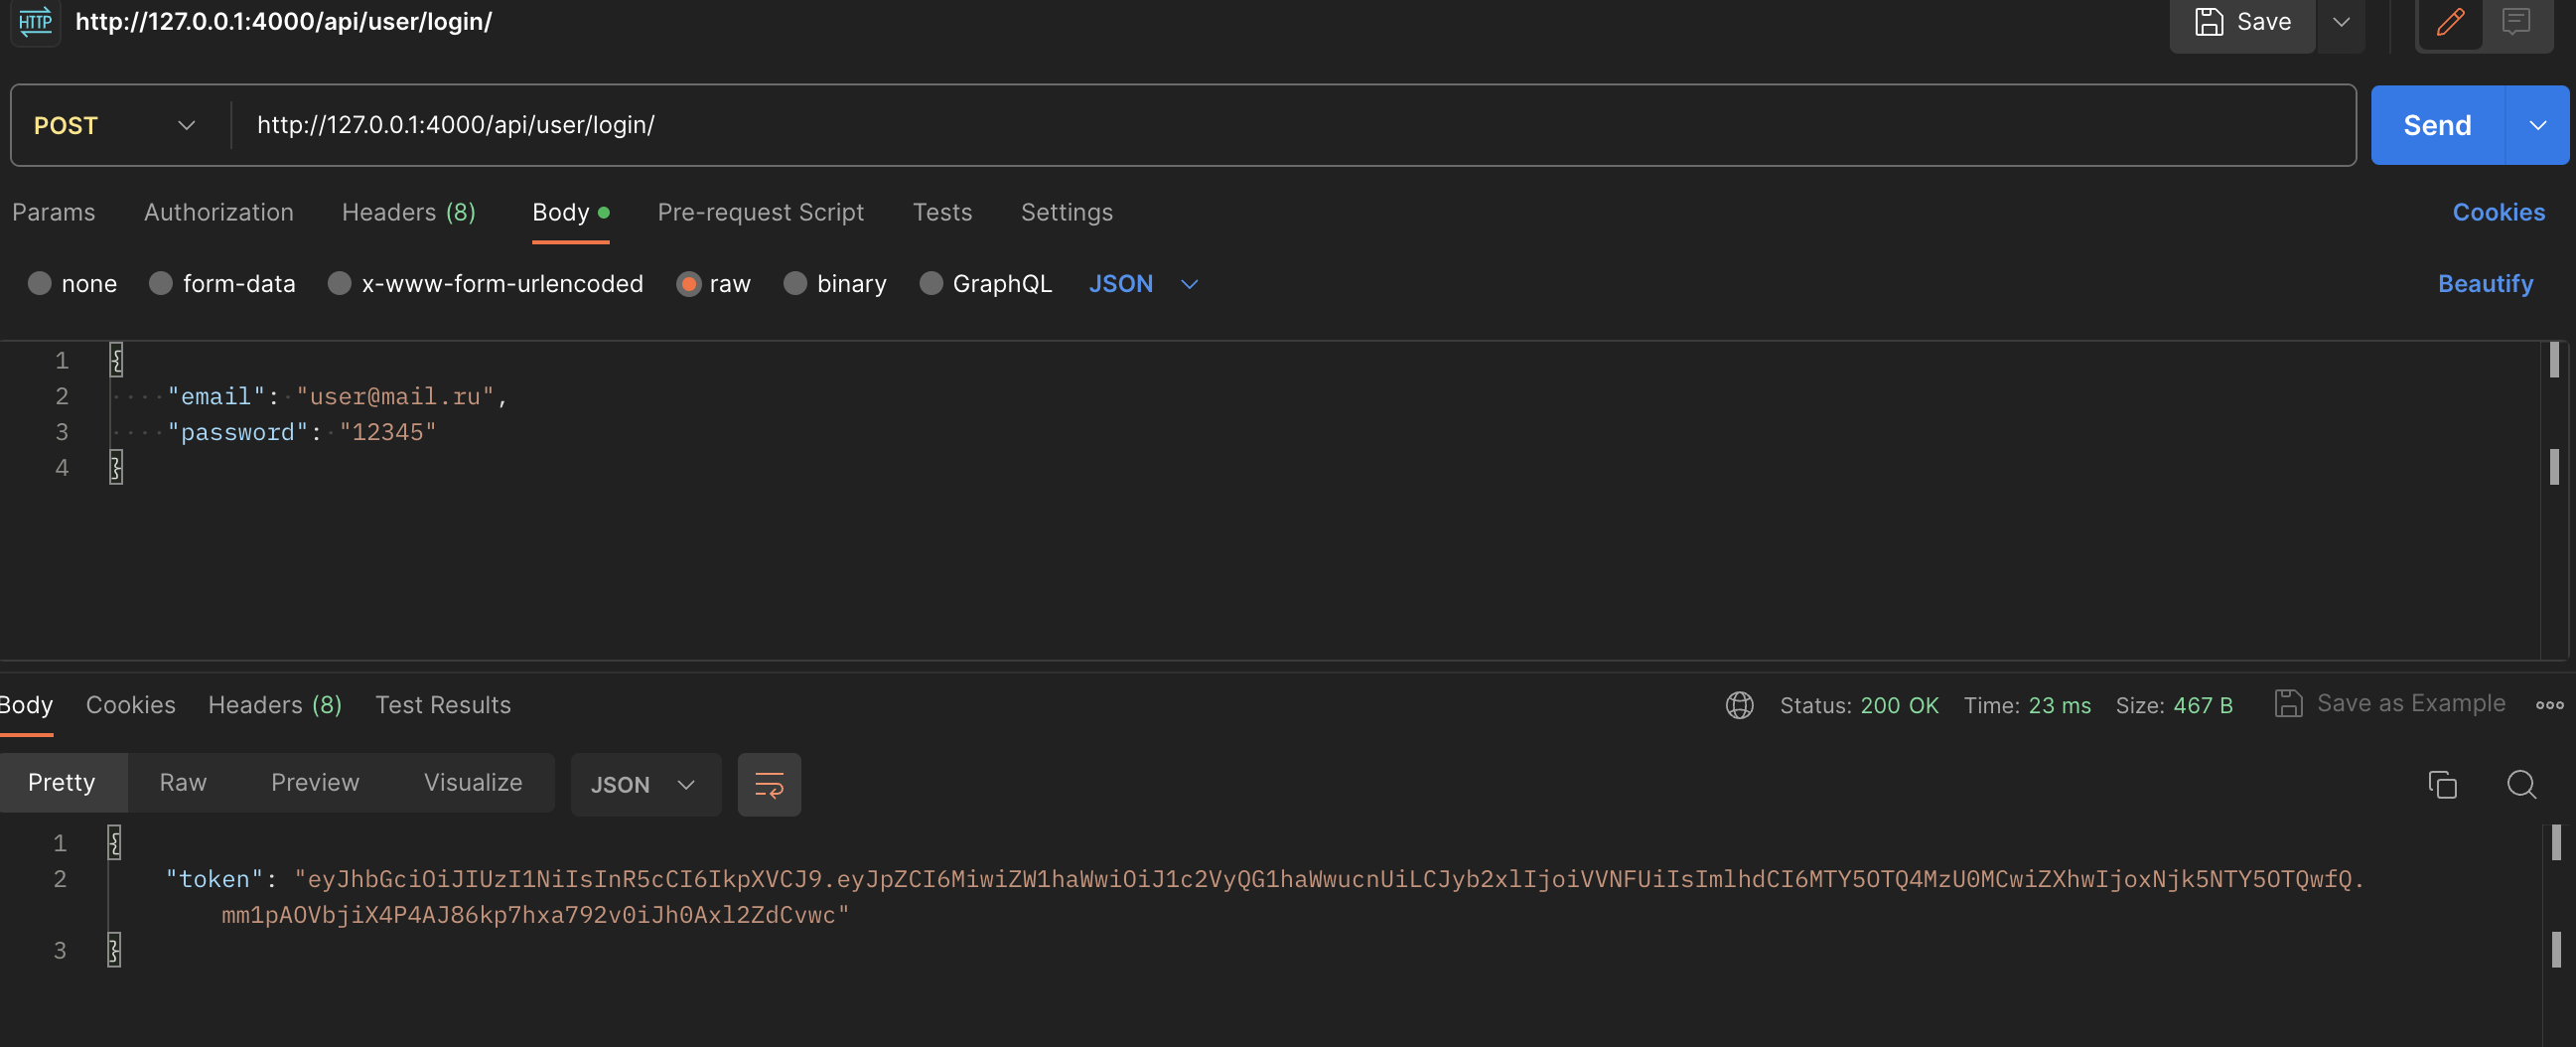 HTTP http://127.0.0.1:4000/api/user/login/ Save
POST http://127.0.0.1:4000/api/user/login/ Send
Params Authorization Headers (8) Body Pre-request Script Tests Settings Cookies
none form-data x-www-form-urlencoded raw binary GraphQL JSON Beautify
1 {
2 "email": "user@mail.ru",
3 "password": "12345"
4 }
Body Cookies Headers (8) Test Results Status: 200 OK Time: 23 ms Size: 467 B Save as Example
Pretty Raw Preview Visualize JSON
1 {
2 "token": "eyJhbGciOiJIUzI1NiIsInR5cCI6IkpXVCJ9.eyJpZCI6MiwiZW1haWwiOiJ1c2VyQG1haWwucnUiLCJyb2xlIjoiVVNFUiIsImlhdCI6MTY5OTQ4MzU0MCwiZXhwIjoxNjk5NTY5OTQwfQ.
mm1pAOVbjiX4P4AJ86kp7hxa792v0iJh0Axl2ZdCvwc"
3 }